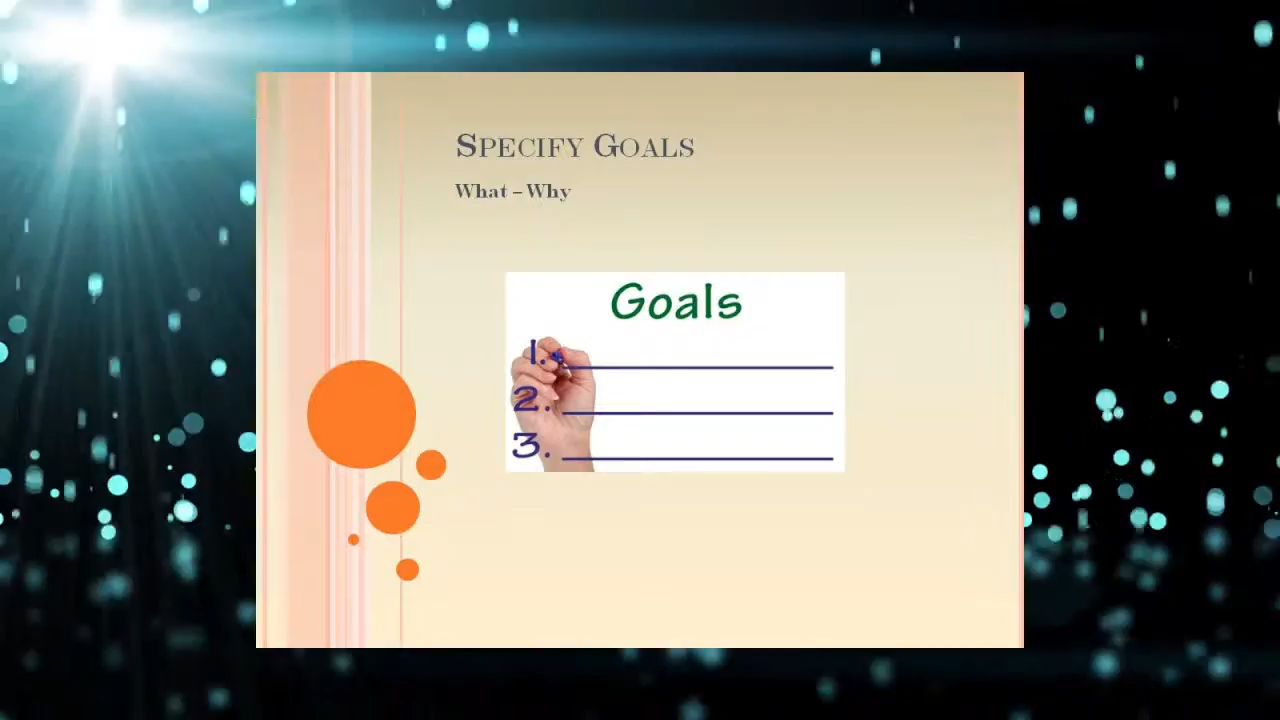 Specify Goals
What – Why
Goals
1.
2.
3.